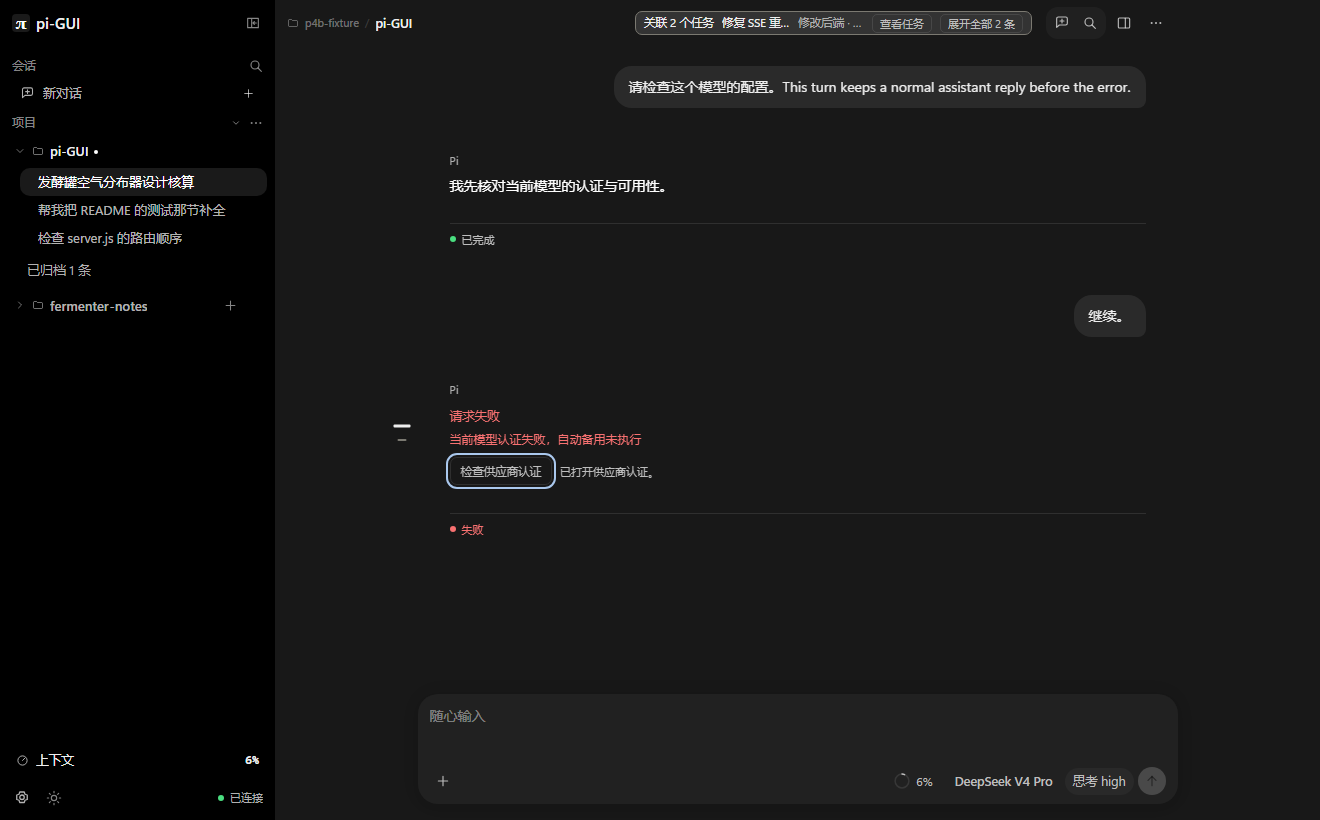 π pi-GUI
会话
新对话
项目
pi-GUI •
发酵罐空气分布器设计核算
帮我把 README 的测试那节补全
检查 server.js 的路由顺序
已归档 1 条
fermenter-notes
上下文 6%
已连接
p4b-fixture / pi-GUI
关联 2 个任务 修复 SSE 重... 修改后端 · ... 查看任务 展开全部 2 条
请检查这个模型的配置。This turn keeps a normal assistant reply before the error.
Pi
我先核对当前模型的认证与可用性。
已完成
继续。
Pi
请求失败
当前模型认证失败，自动备用未执行
检查供应商认证 已打开供应商认证。
失败
随心输入
6% DeepSeek V4 Pro 思考 high